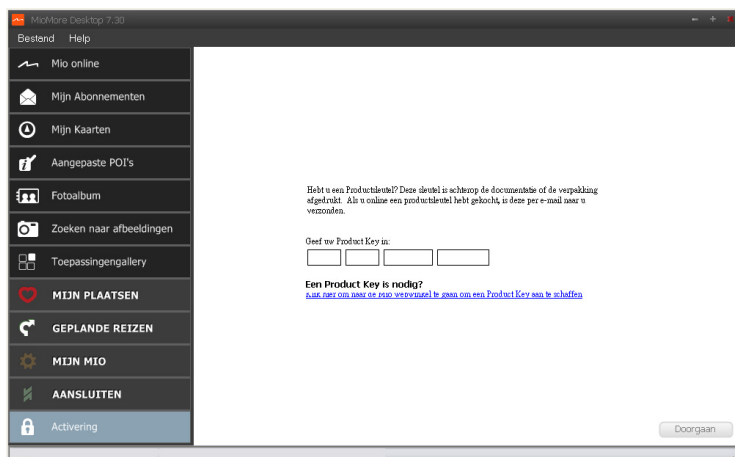 MioMore Desktop 7.30
Bestand Help
Mio online
Mijn Abonnementen
Mijn Kaarten
Aangepaste POI's
Fotoalbum
Zoeken naar afbeeldingen
Toepassingengallery
MIJN PLAATSEN
GEPLANDE REIZEN
MIJN MIO
AANSLUITEN
Activering
Hebt u een Productsleutel? Deze sleutel is achterop de documentatie of de verpakking
afgedrukt. Als u online een productsleutel hebt gekocht, is deze per e-mail naar u
verzonden.
Geef uw Product Key in:
Een Product Key is nodig?
Klik hier om naar de Mio webwinkel te gaan om een Product Key aan te schaffen
Doorgaan